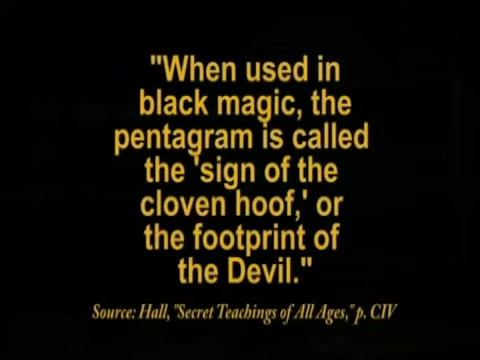 "When used in
black magic, the
pentagram is called
the 'sign of the
cloven hoof,' or
the footprint of
the Devil."
Source: Hall, "Secret Teachings of All Ages," p. CIV